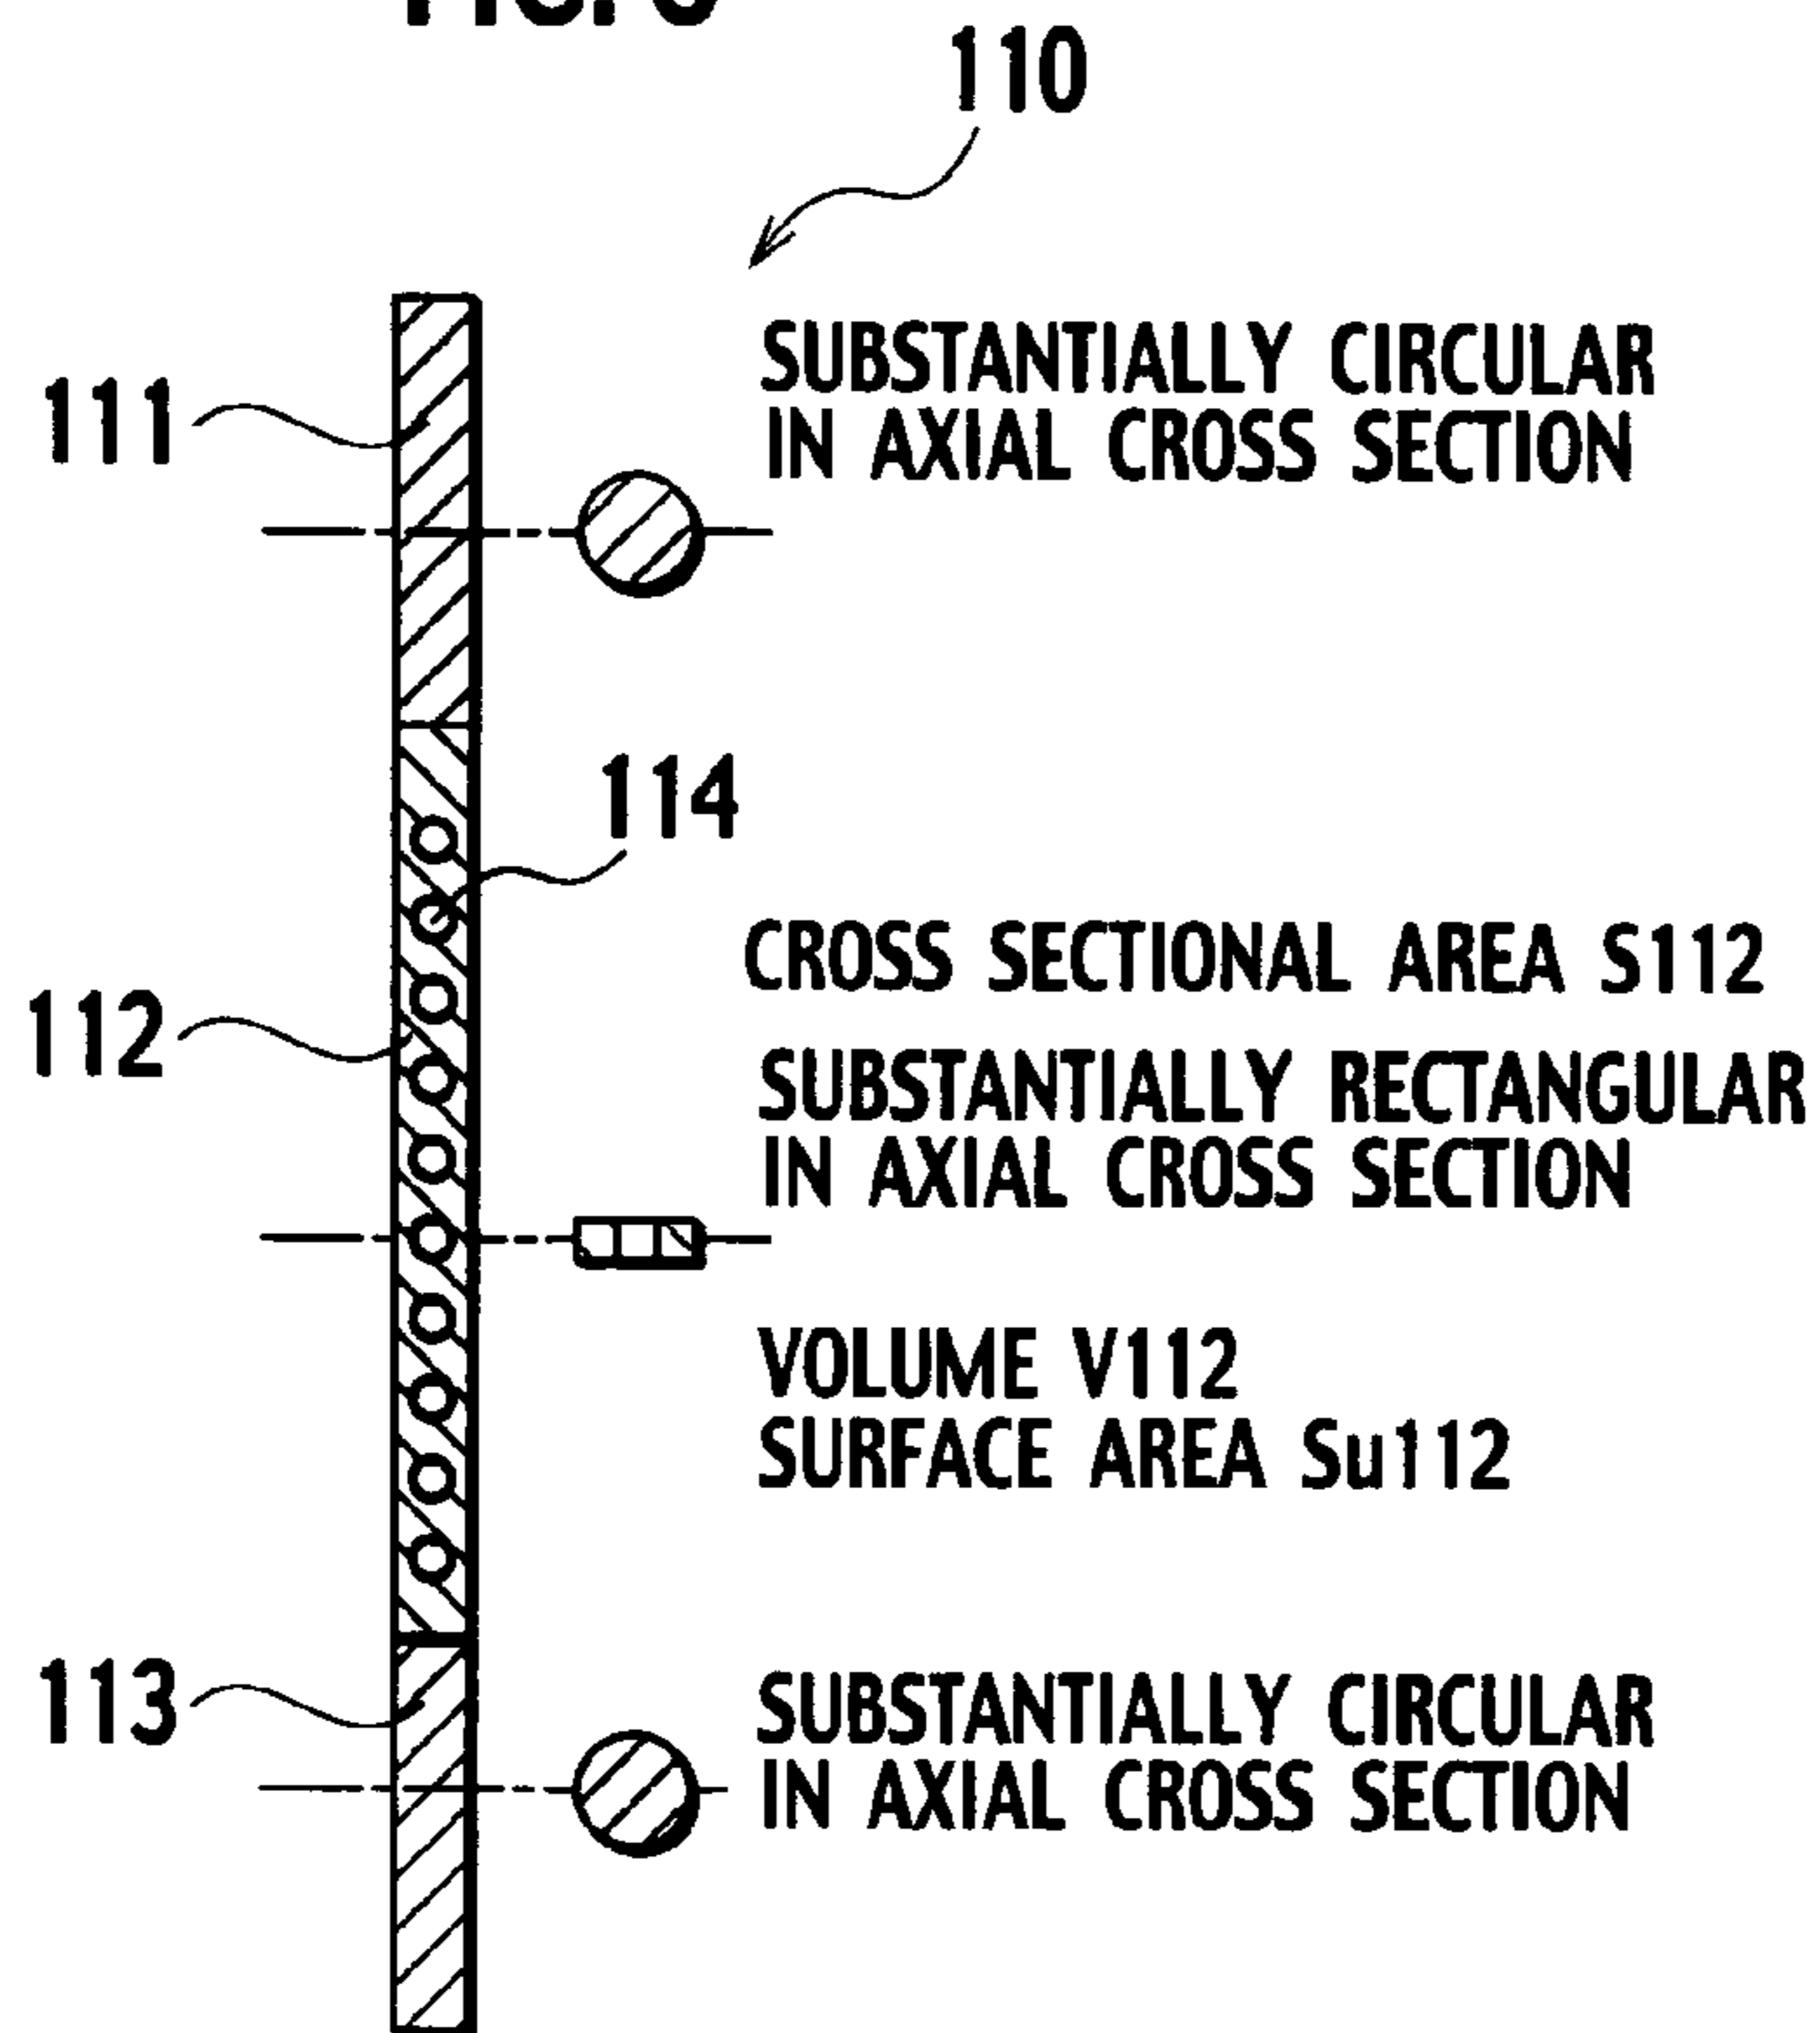 110
SUBSTANTIALLY CIRCULAR
IN AXIAL CROSS SECTION
111
114
CROSS SECTIONAL AREA S112
112
SUBSTANTIALLY RECTANGULAR
IN AXIAL CROSS SECTION
VOLUME V112
SURFACE AREA Su112
113
SUBSTANTIALLY CIRCULAR
IN AXIAL CROSS SECTION